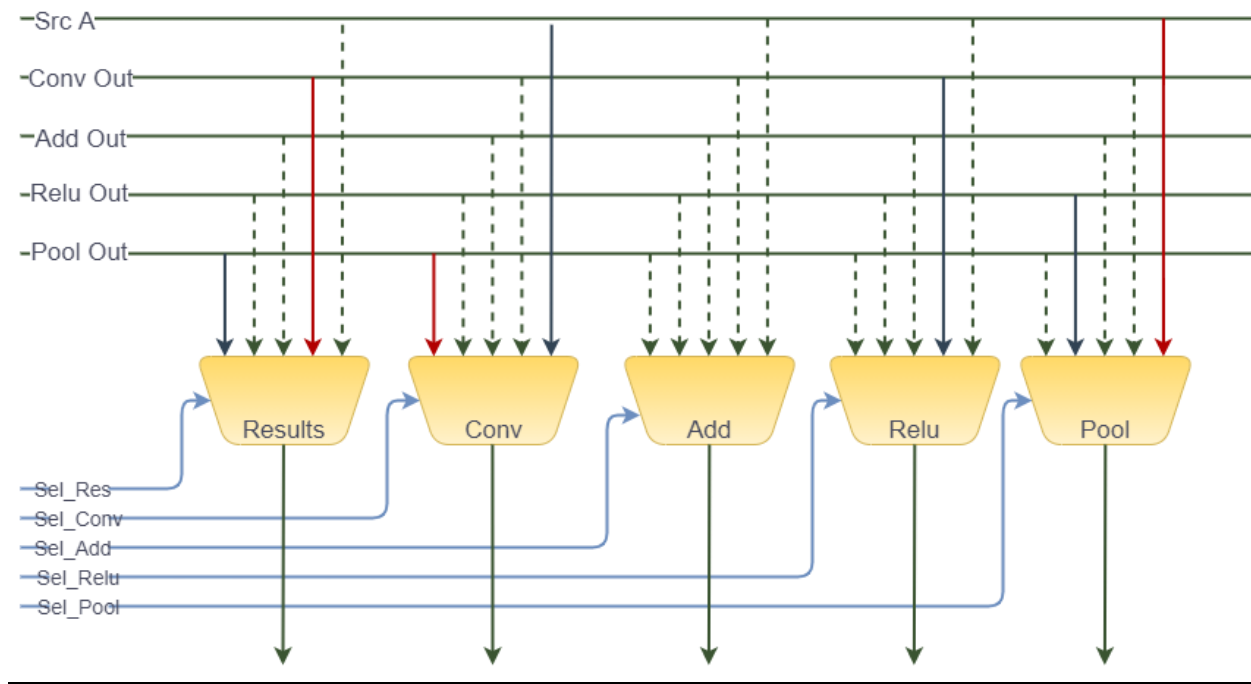 Src A
Conv Out
Add Out
Relu Out
Pool Out
Results Conv Add Relu Pool
Sel_Res
Sel_Conv
Sel_Add
Sel_Relu
Sel_Pool